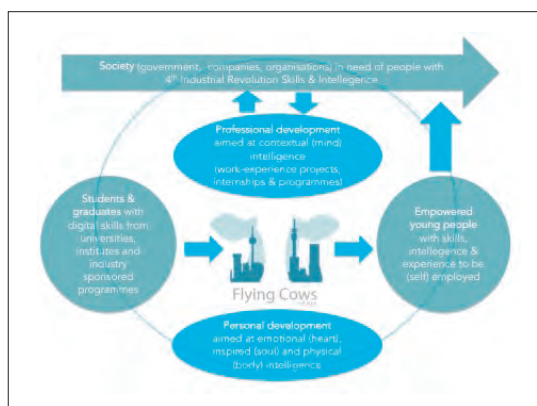 Society (government, companies, organisations) in need of people with
4th Industrial Revolution Skills & Intellegence
Professional development
aimed at contextual (mind)
intelligence
(work-experience projects,
internships & programmes)
Students &
graduates with
digital skills from
universities,
institutes and
industry
sponsored
programmes
Empowered
young people
with skills,
intellegence &
experience to be
(self) employed
Flying Cows
Personal development
aimed at emotional (heart),
inspired (soul) and physical
(body) intelligence